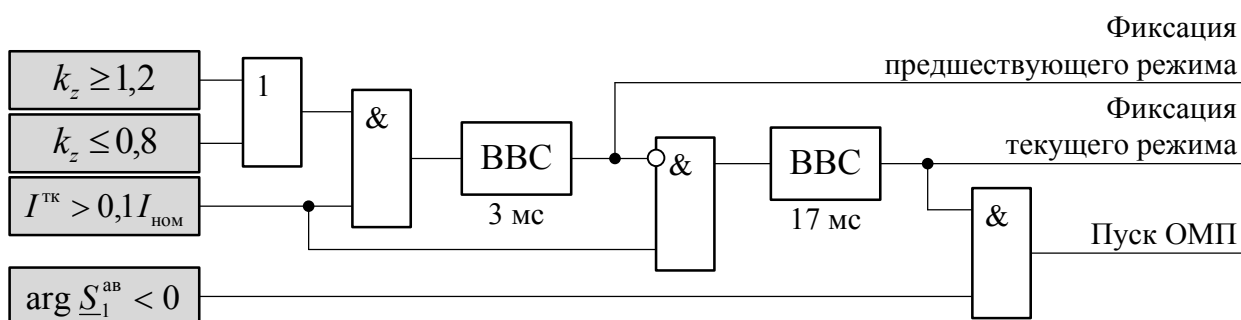 Фиксация
предшествующего режима
k_z ≥ 1,2
1
&
Фиксация
текущего режима
k_z ≤ 0,8
ВВС
&
ВВС
I^тк > 0,1I_ном
3 мс
17 мс
&
Пуск ОМП
arg S_1^ав < 0